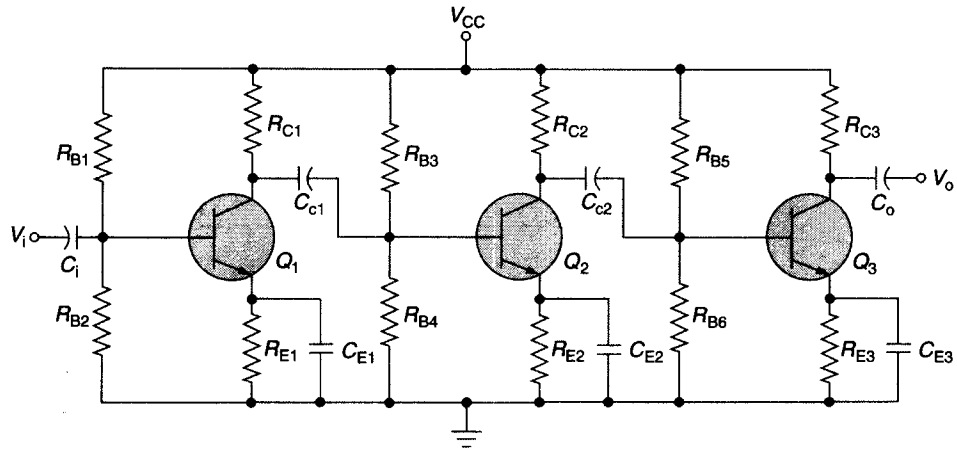 VCC
RC1
RC2
RC3
RB1
RB3
RB5
Cc1
Cc2
Co
Vo
Vi
Ci
Q1
Q2
Q3
RB2
RB4
RB6
RE1
CE1
RE2
CE2
RE3
CE3